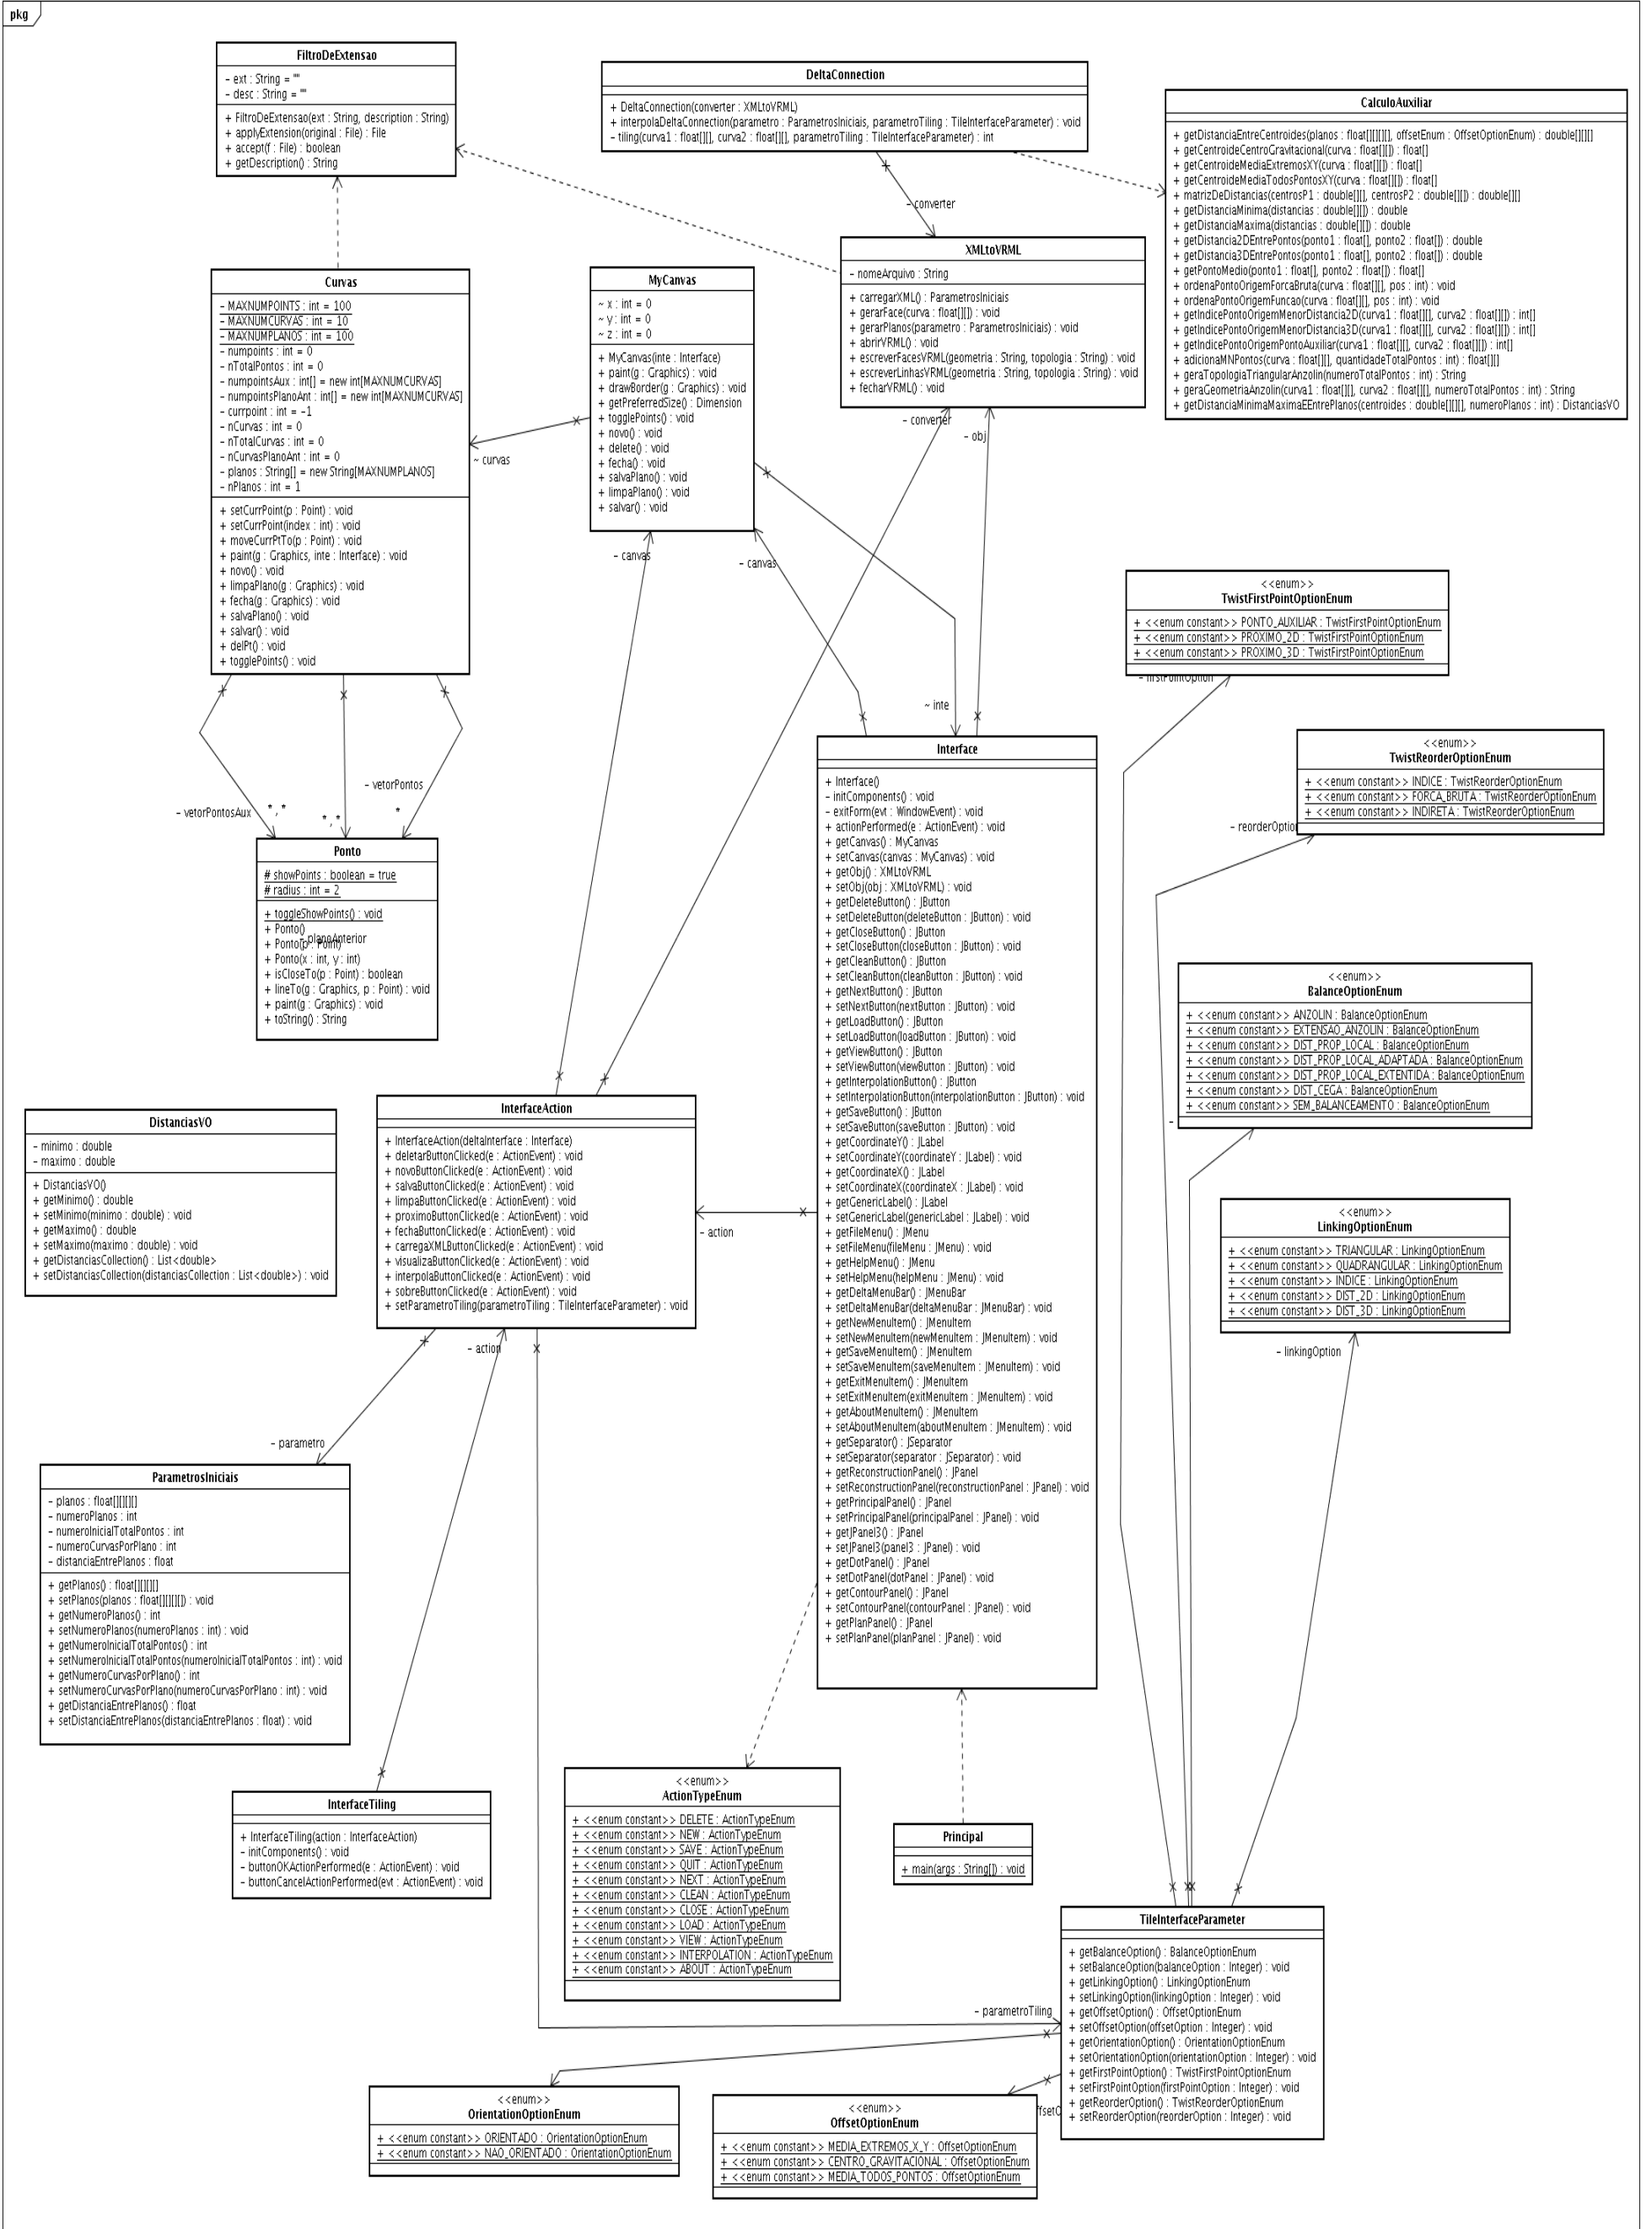 pkg
FiltroDeExtensao
- ext : String = ""
- desc : String = ""
+ FiltroDeExtensao(ext : String, description : String)
+ applyExtension(original : File) : File
+ accept(f : File) : boolean
+ getDescription() : String
DeltaConnection
+ DeltaConnection(converter : XMLtoVRML)
+ interpolaDeltaConnection(parametro : ParametrosIniciais, parametroTiling : TileInterfaceParameter) : void
- tiling(curva1 : float[][], curva2 : float[][], parametroTiling : TileInterfaceParameter) : int
CalculoAuxiliar
+ getDistanciaEntreCentroides(planos : float[][][][], offsetEnum : OffsetOptionEnum) : double[][][]
+ getCentroideCentroGravitacional(curva : float[][]) : float[]
+ getCentroideMediaExtremosXY(curva : float[][]) : float[]
+ getCentroideMediaTodosPontosXY(curva : float[][]) : float[]
+ matrizDeDistancias(centrosP1 : double[][], centrosP2 : double[][]) : double[][]
+ getDistanciaMinima(distancias : double[][]) : double
+ getDistanciaMaxima(distancias : double[][]) : double
+ getDistancia2DEntrePontos(ponto1 : float[], ponto2 : float[]) : double
+ getDistancia3DEntrePontos(ponto1 : float[], ponto2 : float[]) : double
+ getPontoMedio(ponto1 : float[], ponto2 : float[]) : float[]
+ ordenaPontoOrigemForcaBruta(curva : float[][], pos : int) : void
+ ordenaPontoOrigemFuncao(curva : float[][], pos : int) : void
+ getIndicePontoOrigemMenorDistancia2D(curva1 : float[][], curva2 : float[][]) : int[]
+ getIndicePontoOrigemMenorDistancia3D(curva1 : float[][], curva2 : float[][]) : int[]
+ getIndicePontoOrigemPontoAuxiliar(curva1 : float[][], curva2 : float[][]) : int[]
+ adicionaMNPontos(curva : float[][], quantidadeTotalPontos : int) : float[][]
+ geraTopologiaTriangularAnzolin(numeroTotalPontos : int) : String
+ geraGeometriaAnzolin(curva1 : float[][], curva2 : float[][], numeroTotalPontos : int) : String
+ getDistanciaMinimaMaximaEEntrePlanos(centroides : double[][][], numeroPlanos : int) : DistanciasVO
- converter
XMLtoVRML
- nomeArquivo : String
+ carregarXML() : ParametrosIniciais
+ gerarFace(curva : float[][]) : void
+ gerarPlanos(parametro : ParametrosIniciais) : void
+ abrirVRML() : void
+ escreverFacesVRML(geometria : String, topologia : String) : void
+ escreverLinhasVRML(geometria : String, topologia : String) : void
+ fecharVRML() : void
- converter
- obj
Curvas
- MAXNUMPOINTS : int = 100
- MAXNUMCURVAS : int = 10
- MAXNUMPLANOS : int = 100
- numpoints : int = 0
- nTotalPontos : int = 0
- numpointsAux : int[] = new int[MAXNUMCURVAS]
- numpointsPlanoAnt : int[] = new int[MAXNUMCURVAS]
- currpoint : int = -1
- nCurvas : int = 0
- nTotalCurvas : int = 0
- nCurvasPlanoAnt : int = 0
- planos : String[] = new String[MAXNUMPLANOS]
- nPlanos : int = 1
+ setCurrPoint(p : Point) : void
+ setCurrPoint(index : int) : void
+ moveCurrPtTo(p : Point) : void
+ paint(g : Graphics, inte : Interface) : void
+ novo() : void
+ limpaPlano(g : Graphics) : void
+ fecha(g : Graphics) : void
+ salvaPlano() : void
+ salvar() : void
+ delPt() : void
+ togglePoints() : void
~ curvas
MyCanvas
~ x : int = 0
~ y : int = 0
~ z : int = 0
+ MyCanvas(inte : Interface)
+ paint(g : Graphics) : void
+ drawBorder(g : Graphics) : void
+ getPreferredSize() : Dimension
+ togglePoints() : void
+ novo() : void
+ delete() : void
+ fecha() : void
+ salvaPlano() : void
+ limpaPlano() : void
+ salvar() : void
- canvas
- canvas
~ inte
<<enum>>
TwistFirstPointOptionEnum
+ <<enum constant>> PONTO_AUXILIAR : TwistFirstPointOptionEnum
+ <<enum constant>> PROXIMO_2D : TwistFirstPointOptionEnum
+ <<enum constant>> PROXIMO_3D : TwistFirstPointOptionEnum
- firstPointOption
<<enum>>
TwistReorderOptionEnum
+ <<enum constant>> INDICE : TwistReorderOptionEnum
+ <<enum constant>> FORCA_BRUTA : TwistReorderOptionEnum
+ <<enum constant>> INDIRETA : TwistReorderOptionEnum
- reorderOption
- vetorPontos
- vetorPontosAux
*, *
*, *
*
Ponto
# showPoints : boolean = true
# radius : int = 2
+ toggleShowPoints() : void
+ Ponto()
- planoAnterior
+ Ponto(p : Point)
+ Ponto(x : int, y : int)
+ isCloseTo(p : Point) : boolean
+ lineTo(g : Graphics, p : Point) : void
+ paint(g : Graphics) : void
+ toString() : String
Interface
+ Interface()
- initComponents() : void
- exitForm(evt : WindowEvent) : void
+ actionPerformed(e : ActionEvent) : void
+ getCanvas() : MyCanvas
+ setCanvas(canvas : MyCanvas) : void
+ getObj() : XMLtoVRML
+ setObj(obj : XMLtoVRML) : void
+ getDeleteButton() : JButton
+ setDeleteButton(deleteButton : JButton) : void
+ getCloseButton() : JButton
+ setCloseButton(closeButton : JButton) : void
+ getCleanButton() : JButton
+ setCleanButton(cleanButton : JButton) : void
+ getNextButton() : JButton
+ setNextButton(nextButton : JButton) : void
+ getLoadButton() : JButton
+ setLoadButton(loadButton : JButton) : void
+ getViewButton() : JButton
+ setViewButton(viewButton : JButton) : void
+ getInterpolationButton() : JButton
+ setInterpolationButton(interpolationButton : JButton) : void
+ getSaveButton() : JButton
+ setSaveButton(saveButton : JButton) : void
+ getCoordinateY() : JLabel
+ setCoordinateY(coordinateY : JLabel) : void
+ getCoordinateX() : JLabel
+ setCoordinateX(coordinateX : JLabel) : void
+ getGenericLabel() : JLabel
+ setGenericLabel(genericLabel : JLabel) : void
+ getFileMenu() : JMenu
+ setFileMenu(fileMenu : JMenu) : void
+ getHelpMenu() : JMenu
+ setHelpMenu(helpMenu : JMenu) : void
+ getDeltaMenuBar() : JMenuBar
+ setDeltaMenuBar(deltaMenuBar : JMenuBar) : void
+ getNewMenuItem() : JMenuItem
+ setNewMenuItem(newMenuItem : JMenuItem) : void
+ getSaveMenuItem() : JMenuItem
+ setSaveMenuItem(saveMenuItem : JMenuItem) : void
+ getExitMenuItem() : JMenuItem
+ setExitMenuItem(exitMenuItem : JMenuItem) : void
+ getAboutMenuItem() : JMenuItem
+ setAboutMenuItem(aboutMenuItem : JMenuItem) : void
+ getSeparator() : JSeparator
+ setSeparator(separator : JSeparator) : void
+ getReconstructionPanel() : JPanel
+ setReconstructionPanel(reconstructionPanel : JPanel) : void
+ getPrincipalPanel() : JPanel
+ setPrincipalPanel(principalPanel : JPanel) : void
+ getJPanel3() : JPanel
+ setJPanel3(panel3 : JPanel) : void
+ getDotPanel() : JPanel
+ setDotPanel(dotPanel : JPanel) : void
+ getContourPanel() : JPanel
+ setContourPanel(contourPanel : JPanel) : void
+ getPlanPanel() : JPanel
+ setPlanPanel(planPanel : JPanel) : void
<<enum>>
BalanceOptionEnum
+ <<enum constant>> ANZOLIN : BalanceOptionEnum
+ <<enum constant>> EXTENSAO_ANZOLIN : BalanceOptionEnum
+ <<enum constant>> DIST_PROP_LOCAL : BalanceOptionEnum
+ <<enum constant>> DIST_PROP_LOCAL_ADAPTADA : BalanceOptionEnum
+ <<enum constant>> DIST_PROP_LOCAL_EXTENTIDA : BalanceOptionEnum
+ <<enum constant>> DIST_CEGA : BalanceOptionEnum
+ <<enum constant>> SEM_BALANCEAMENTO : BalanceOptionEnum
-
DistanciasVO
- minimo : double
- maximo : double
+ DistanciasVO()
+ getMinimo() : double
+ setMinimo(minimo : double) : void
+ getMaximo() : double
+ setMaximo(maximo : double) : void
+ getDistanciasCollection() : List<double>
+ setDistanciasCollection(distanciasCollection : List<double>) : void
InterfaceAction
+ InterfaceAction(deltaInterface : Interface)
+ deletarButtonClicked(e : ActionEvent) : void
+ novoButtonClicked(e : ActionEvent) : void
+ salvaButtonClicked(e : ActionEvent) : void
+ limpaButtonClicked(e : ActionEvent) : void
+ proximoButtonClicked(e : ActionEvent) : void
+ fechaButtonClicked(e : ActionEvent) : void
+ carregaXMLButtonClicked(e : ActionEvent) : void
+ visualizaButtonClicked(e : ActionEvent) : void
+ interpolaButtonClicked(e : ActionEvent) : void
+ sobreButtonClicked(e : ActionEvent) : void
+ setParametroTiling(parametroTiling : TileInterfaceParameter) : void
- action
- action
<<enum>>
LinkingOptionEnum
+ <<enum constant>> TRIANGULAR : LinkingOptionEnum
+ <<enum constant>> QUADRANGULAR : LinkingOptionEnum
+ <<enum constant>> INDICE : LinkingOptionEnum
+ <<enum constant>> DIST_2D : LinkingOptionEnum
+ <<enum constant>> DIST_3D : LinkingOptionEnum
- linkingOption
- parametro
ParametrosIniciais
- planos : float[][][][]
- numeroPlanos : int
- numeroInicialTotalPontos : int
- numeroCurvasPorPlano : int
- distanciaEntrePlanos : float
+ getPlanos() : float[][][][]
+ setPlanos(planos : float[][][][]) : void
+ getNumeroPlanos() : int
+ setNumeroPlanos(numeroPlanos : int) : void
+ getNumeroInicialTotalPontos() : int
+ setNumeroInicialTotalPontos(numeroInicialTotalPontos : int) : void
+ getNumeroCurvasPorPlano() : int
+ setNumeroCurvasPorPlano(numeroCurvasPorPlano : int) : void
+ getDistanciaEntrePlanos() : float
+ setDistanciaEntrePlanos(distanciaEntrePlanos : float) : void
InterfaceTiling
+ InterfaceTiling(action : InterfaceAction)
- initComponents() : void
- buttonOKActionPerformed(e : ActionEvent) : void
- buttonCancelActionPerformed(evt : ActionEvent) : void
<<enum>>
ActionTypeEnum
+ <<enum constant>> DELETE : ActionTypeEnum
+ <<enum constant>> NEW : ActionTypeEnum
+ <<enum constant>> SAVE : ActionTypeEnum
+ <<enum constant>> QUIT : ActionTypeEnum
+ <<enum constant>> NEXT : ActionTypeEnum
+ <<enum constant>> CLEAN : ActionTypeEnum
+ <<enum constant>> CLOSE : ActionTypeEnum
+ <<enum constant>> LOAD : ActionTypeEnum
+ <<enum constant>> VIEW : ActionTypeEnum
+ <<enum constant>> INTERPOLATION : ActionTypeEnum
+ <<enum constant>> ABOUT : ActionTypeEnum
Principal
+ main(args : String[]) : void
- parametroTiling
TileInterfaceParameter
+ getBalanceOption() : BalanceOptionEnum
+ setBalanceOption(balanceOption : Integer) : void
+ getLinkingOption() : LinkingOptionEnum
+ setLinkingOption(linkingOption : Integer) : void
+ getOffsetOption() : OffsetOptionEnum
+ setOffsetOption(offsetOption : Integer) : void
+ getOrientationOption() : OrientationOptionEnum
+ setOrientationOption(orientationOption : Integer) : void
+ getFirstPointOption() : TwistFirstPointOptionEnum
+ setFirstPointOption(firstPointOption : Integer) : void
+ getReorderOption() : TwistReorderOptionEnum
+ setReorderOption(reorderOption : Integer) : void
<<enum>>
OrientationOptionEnum
+ <<enum constant>> ORIENTADO : OrientationOptionEnum
+ <<enum constant>> NAO_ORIENTADO : OrientationOptionEnum
<<enum>>
OffsetOptionEnum
+ <<enum constant>> MEDIA_EXTREMOS_X_Y : OffsetOptionEnum
+ <<enum constant>> CENTRO_GRAVITACIONAL : OffsetOptionEnum
+ <<enum constant>> MEDIA_TODOS_PONTOS : OffsetOptionEnum